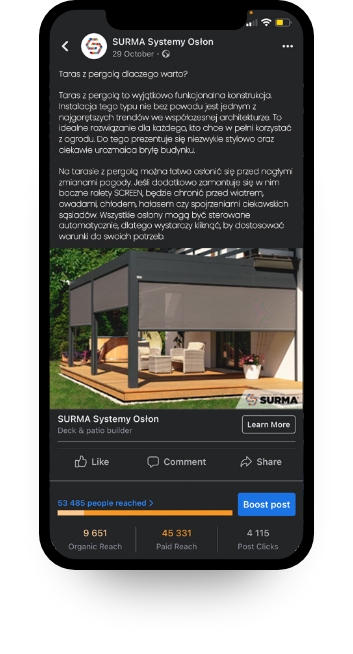 SURMA Systemy Osłon
29 October ·
Taras z pergolą dlaczego warto?
Taras z pergolą to wyjątkowo funkcjonalna konstrukcja.
Instalacja tego typu nie bez powodu jest jednym z
najgorętszych trendów we współczesnej architekturze. To
idealne rozwiązanie dla każdego, kto chce w pełni korzystać
z ogrodu. Do tego prezentuje się niezwykle stylowo oraz
ciekawie urozmaica bryłę budynku.
Na tarasie z pergolą można łatwo osłonić się przed nagłymi
zmianami pogody. Jeśli dodatkowo zamontuje się w nim
boczne rolety SCREEN, będzie chronić przed wiatrem,
owadami, chłodem, hałasem czy spojrzeniami ciekawskich
sąsiadów. Wszystkie osłony mogą być sterowane
automatycznie, dlatego wystarczy kliknąć, by dostosować
warunki do swoich potrzeb.
SURMA
SURMA Systemy Osłon
Deck & patio builder
Learn More
Like Comment Share
53 485 people reached >
Boost post
9 651 45 331 4 115
Organic Reach Paid Reach Post Clicks